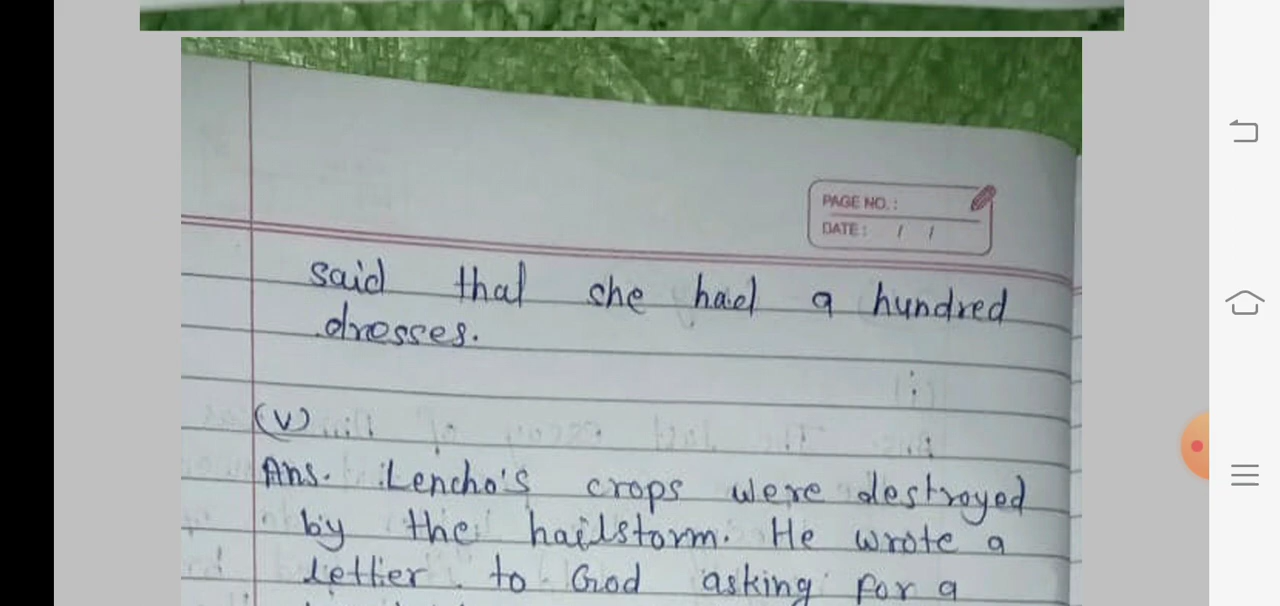 PAGE NO.:
DATE: / /
said that she had a hundred
dresses.
(v)
Ans. Lencho's crops were destroyed
by the hailstorm. He wrote a
letter to God asking for a